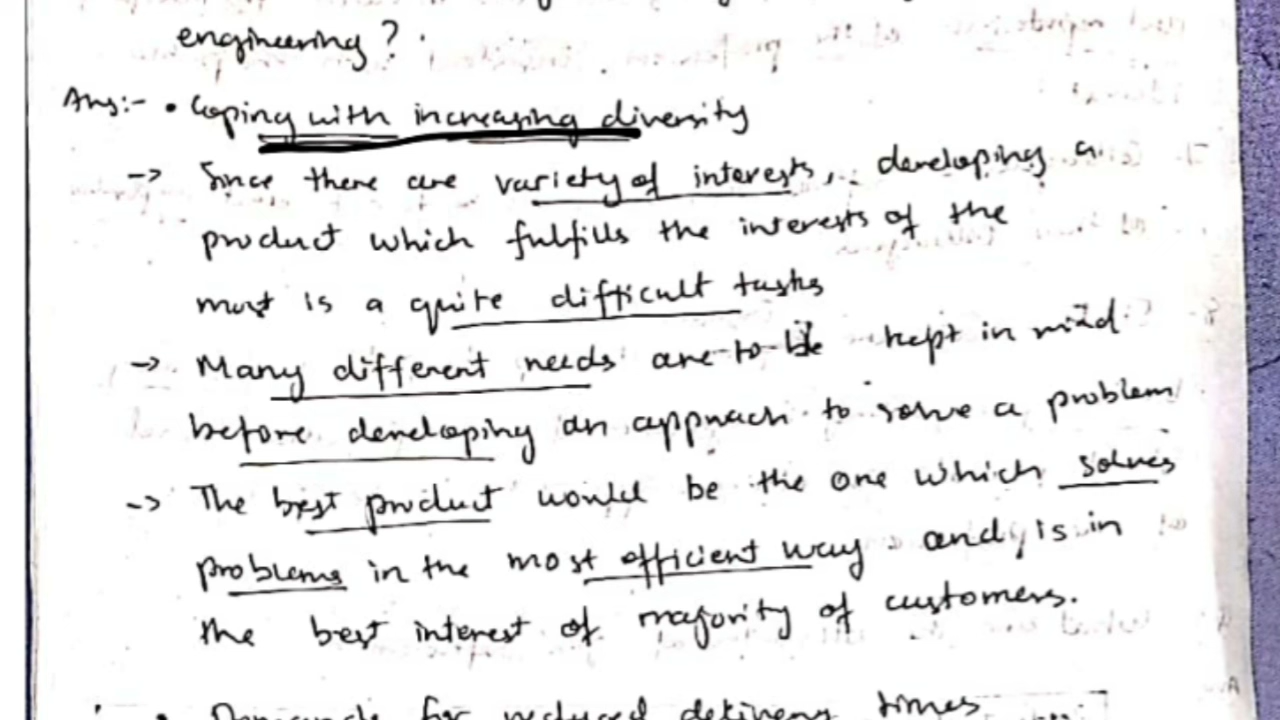 engineering ?
Ans:- • Coping with increasing diversity
-> Since there are variety of interests, developing a
product which fulfills the interests of the
most is a quite difficult tasks
-> Many different needs are to be kept in mind
before developing an approach to solve a problem
-> The best product would be the one which solves
problems in the most efficient way and is in
the best interest of majority of customers.
• Demands for reduced delivery times